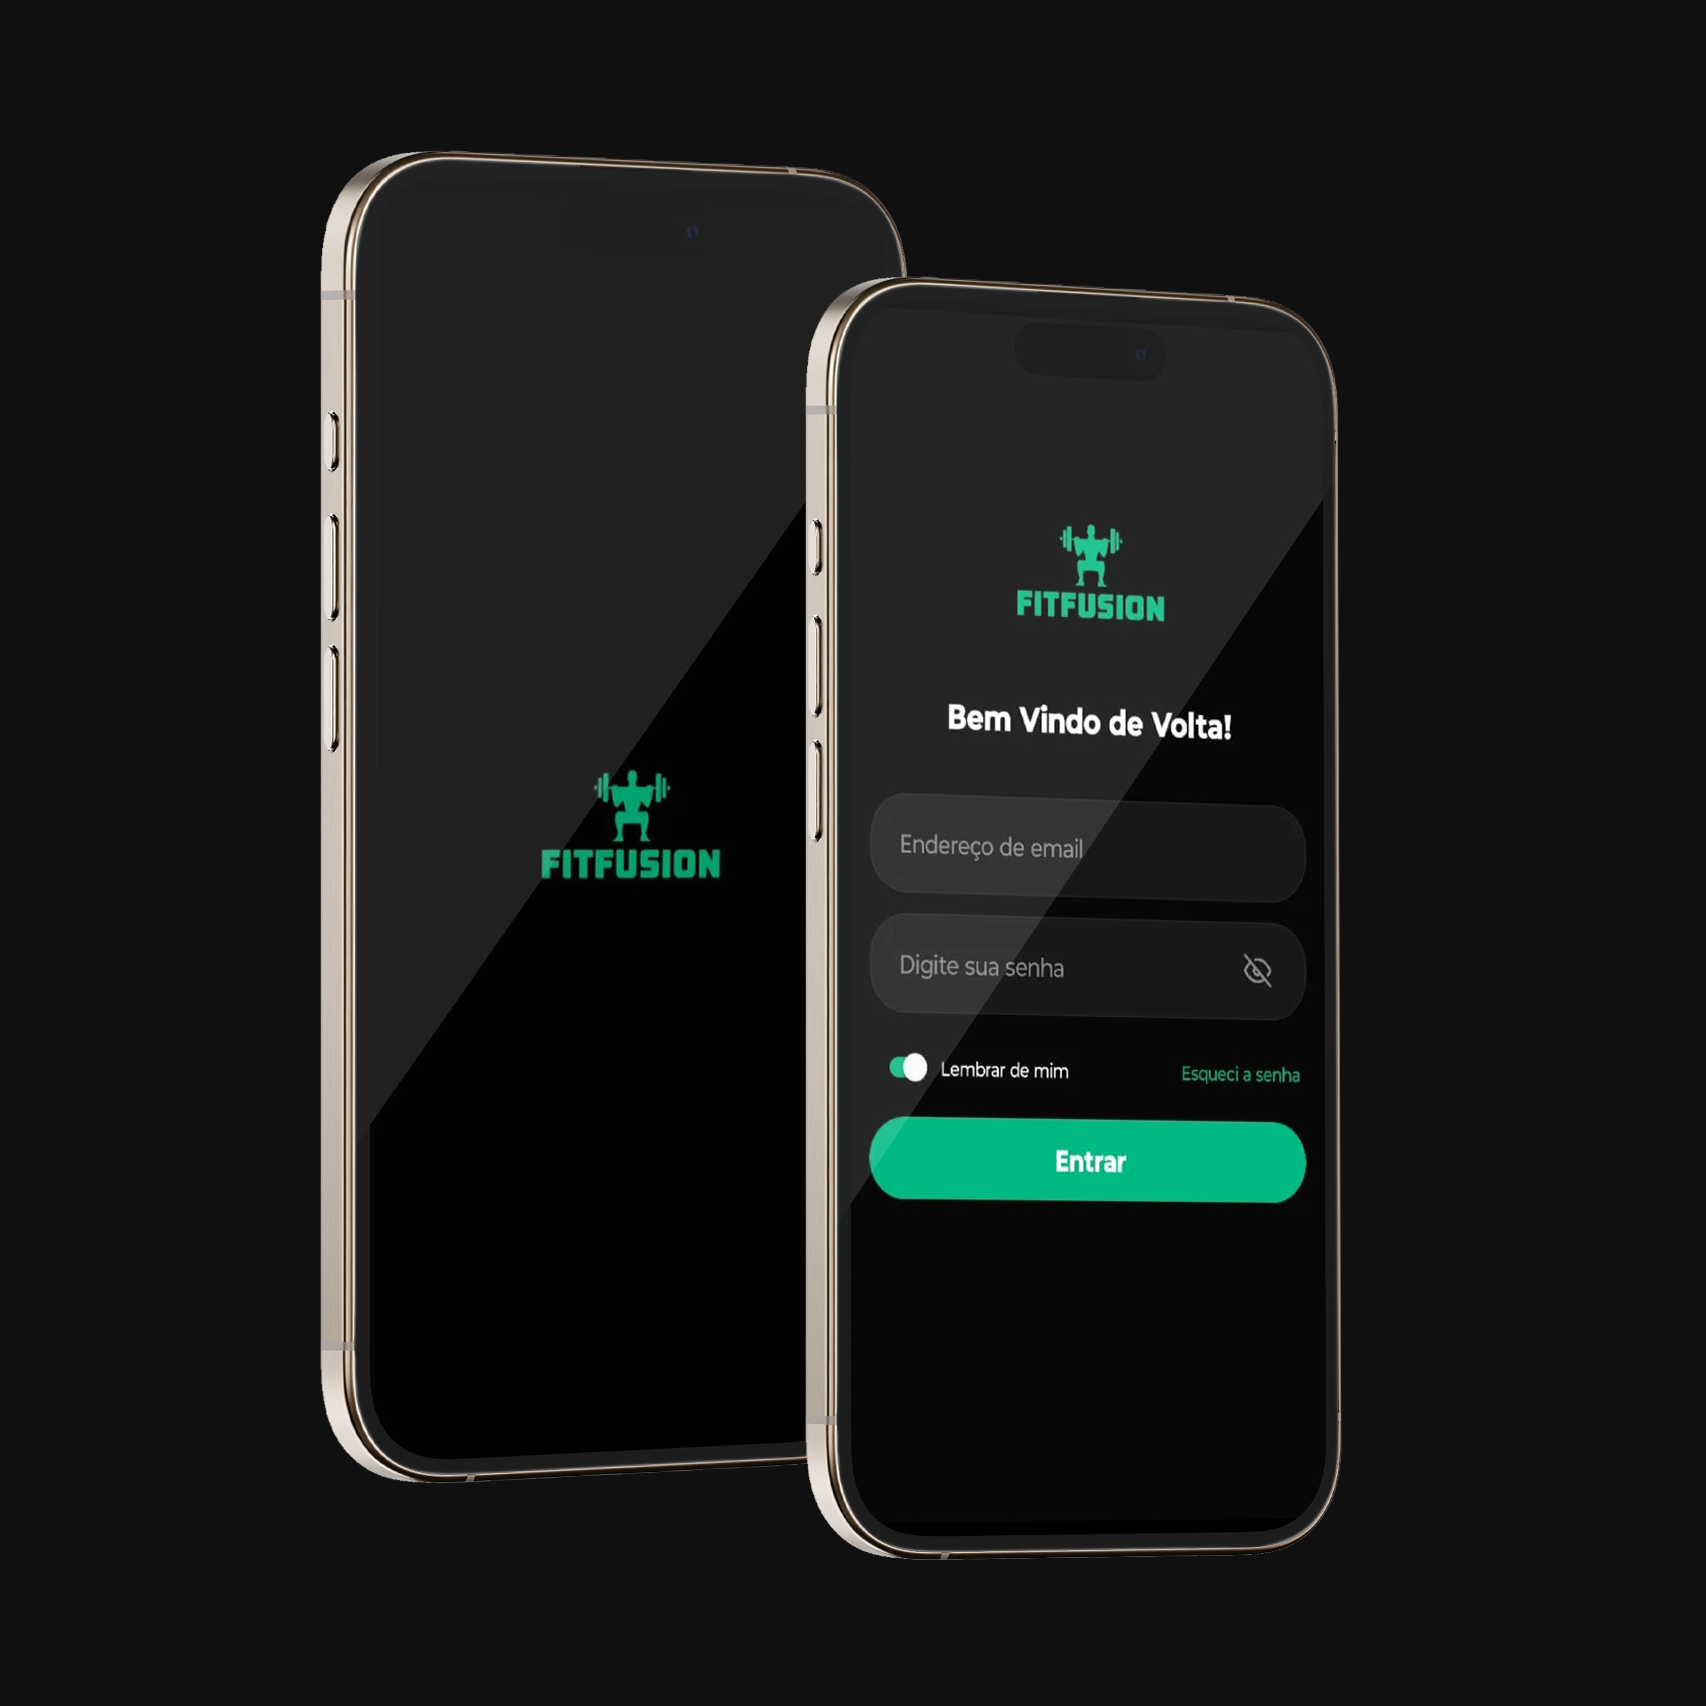 FITFUSION
FITFUSION
Bem Vindo de Volta!
Endereço de email
Digite sua senha
Lembrar de mim
Esqueci a senha
Entrar